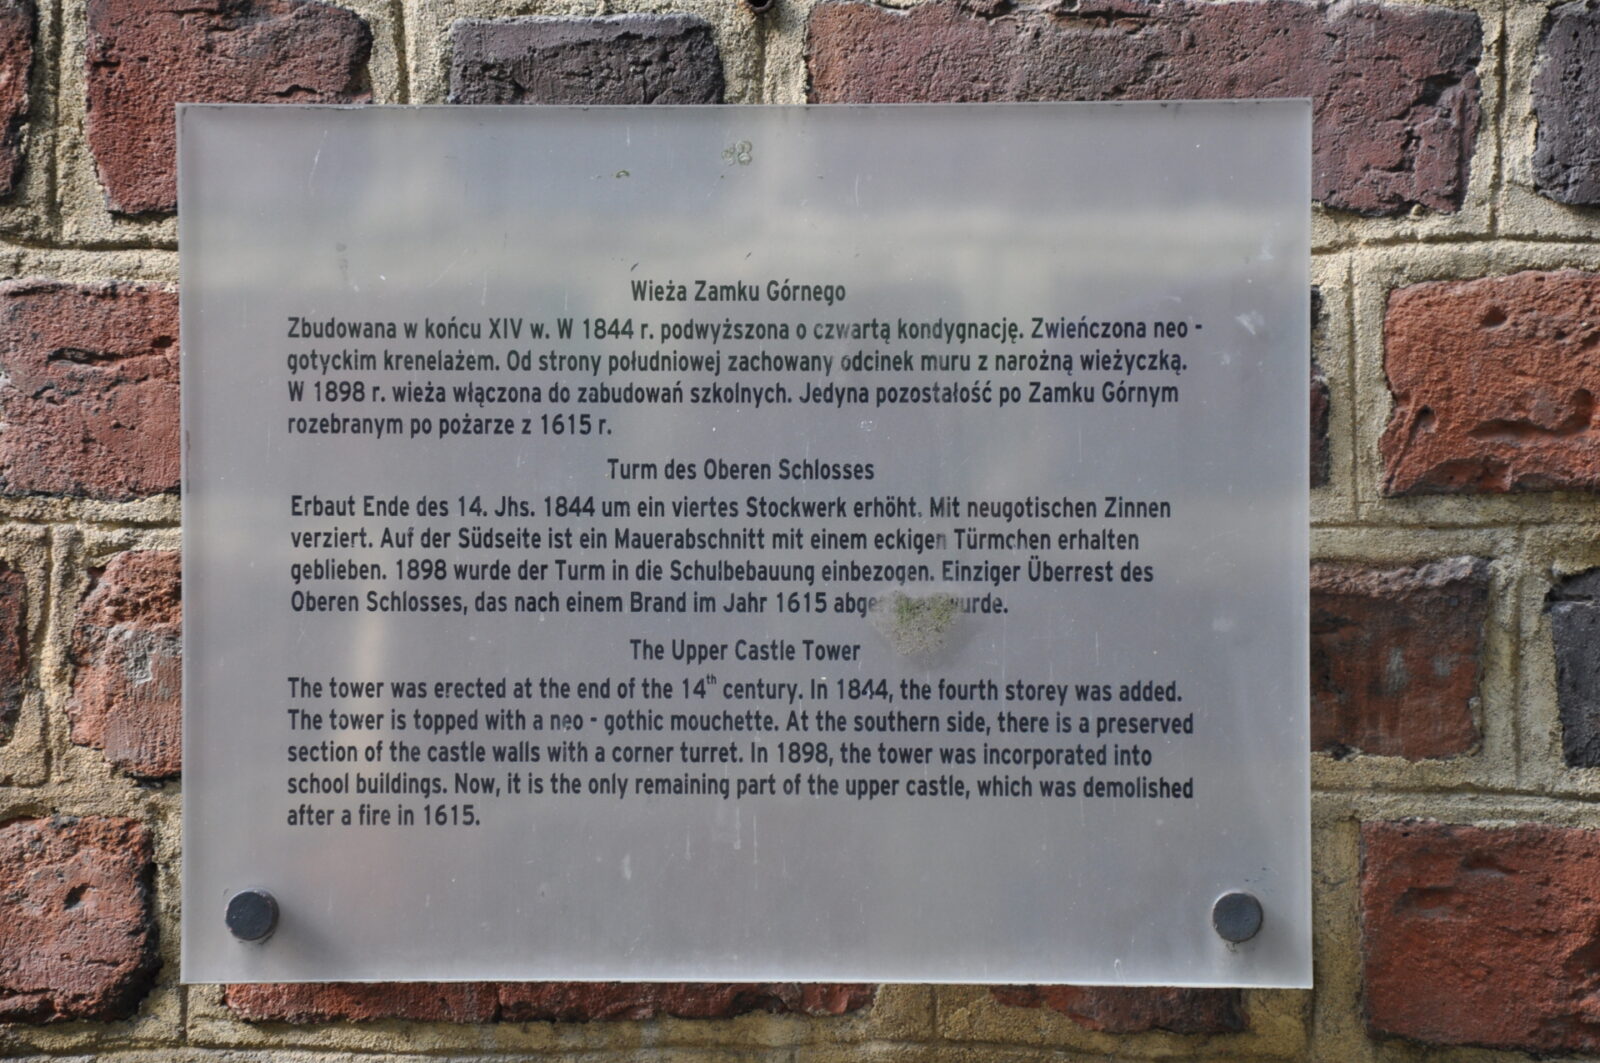 Wieża Zamku Górnego
Zbudowana w końcu XIV w. W 1844 r. podwyższona o czwartą kondygnację. Zwieńczona neo -
gotyckim krenelażem. Od strony południowej zachowany odcinek muru z narożną wieżyczką.
W 1898 r. wieża włączona do zabudowań szkolnych. Jedyna pozostałość po Zamku Górnym
rozebranym po pożarze z 1615 r.
Turm des Oberen Schlosses
Erbaut Ende des 14. Jhs. 1844 um ein viertes Stockwerk erhöht. Mit neugotischen Zinnen
verziert. Auf der Südseite ist ein Mauerabschnitt mit einem eckigen Türmchen erhalten
geblieben. 1898 wurde der Turm in die Schulbebauung einbezogen. Einziger Überrest des
Oberen Schlosses, das nach einem Brand im Jahr 1615 wurde.
The Upper Castle Tower
The tower was erected at the end of the 14th century. In 1844, the fourth storey was added.
The tower is topped with a neo - gothic mouchette. At the southern side, there is a preserved
section of the castle walls with a corner turret. In 1898, the tower was incorporated into
school buildings. Now, it is the only remaining part of the upper castle, which was demolished
after a fire in 1615.